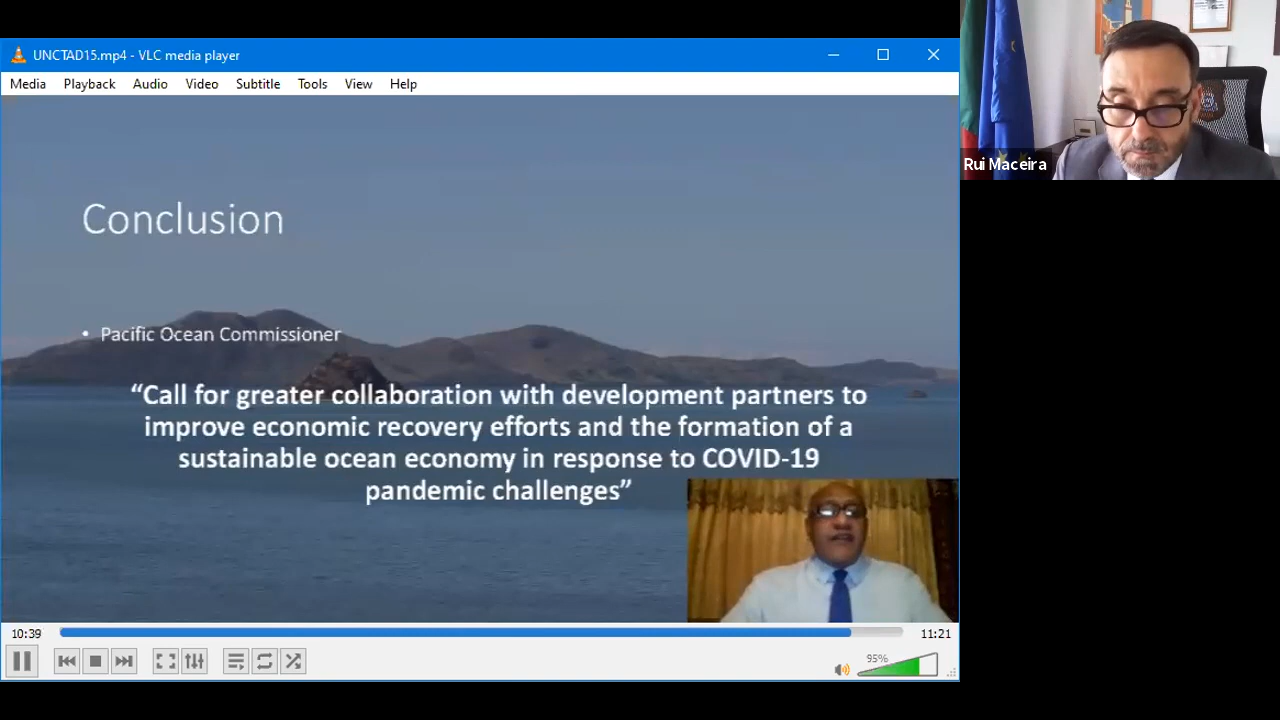 UNCTAD15.mp4 - VLC media player
Media Playback Audio Video Subtitle Tools View Help
Conclusion
• Pacific Ocean Commissioner
“Call for greater collaboration with development partners to
improve economic recovery efforts and the formation of a
sustainable ocean economy in response to COVID-19
pandemic challenges”
10:39
11:21
95%
Rui Maceira